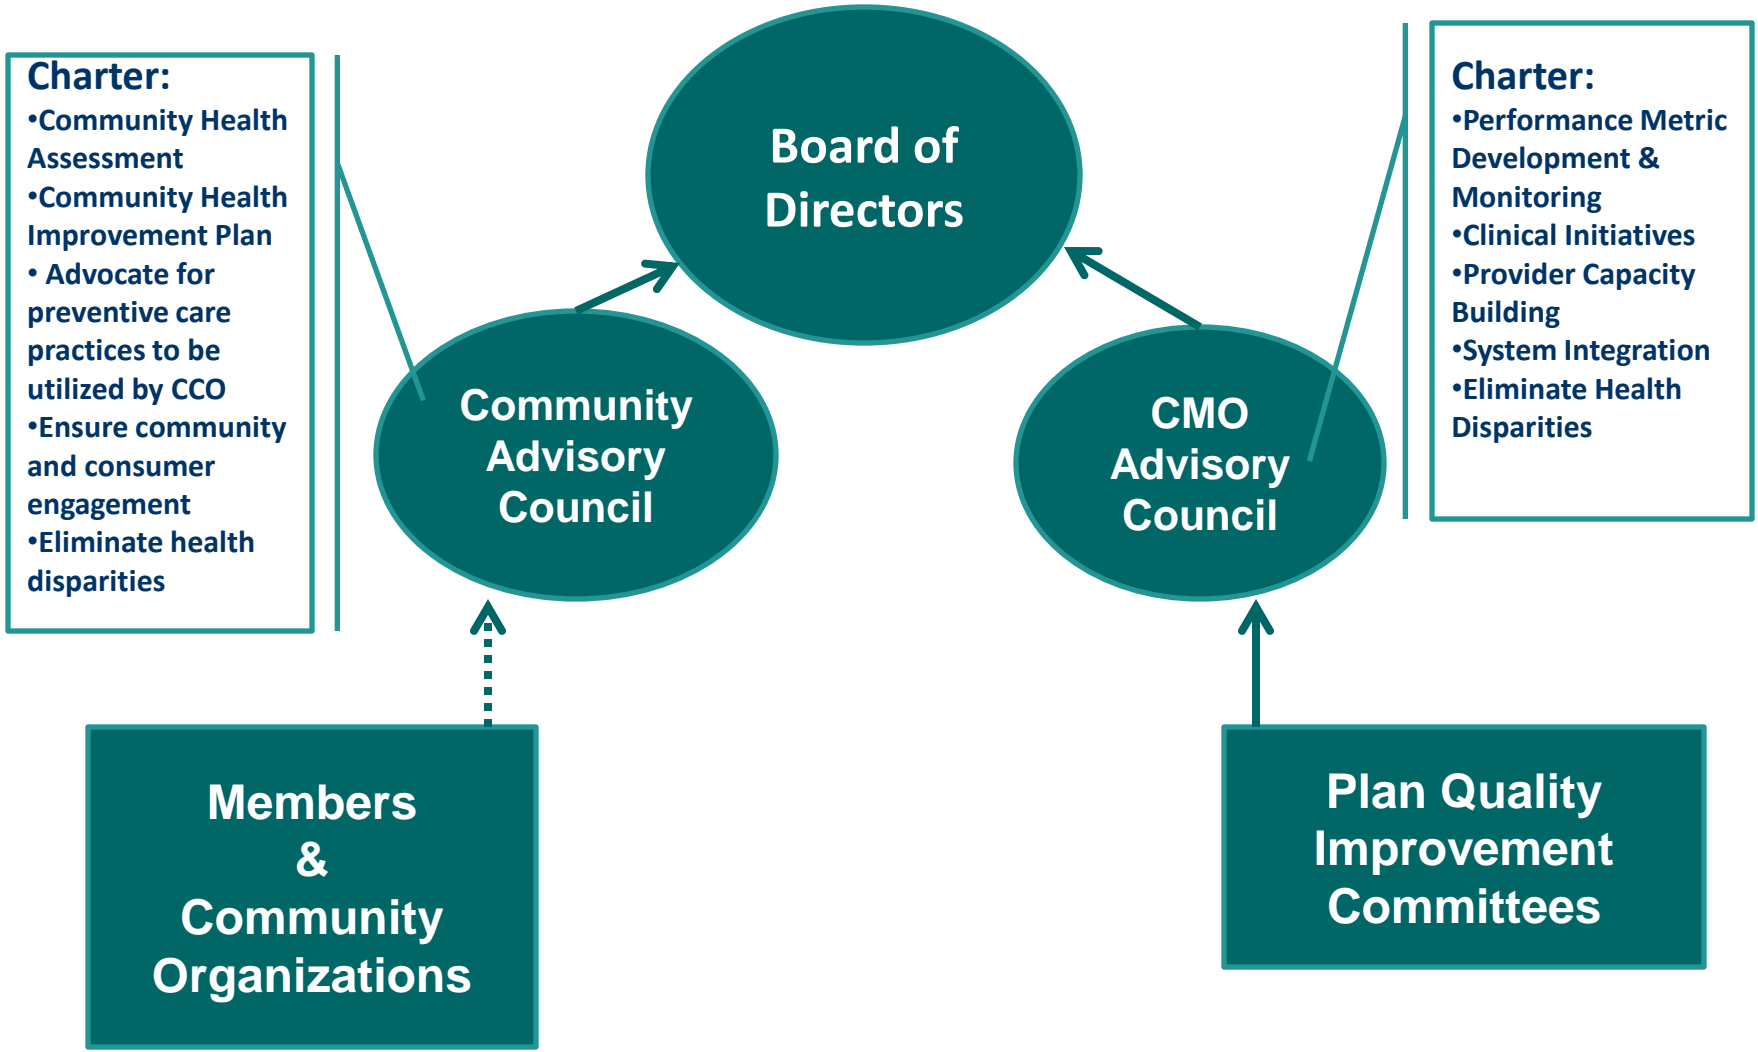 Charter:
•Community Health
Assessment
•Community Health
Improvement Plan
• Advocate for
preventive care
practices to be
utilized by CCO
•Ensure community
and consumer
engagement
•Eliminate health
disparities
Board of
Directors
Charter:
•Performance Metric
Development &
Monitoring
•Clinical Initiatives
•Provider Capacity
Building
•System Integration
•Eliminate Health
Disparities
Community
Advisory
Council
CMO
Advisory
Council
Members
&
Community
Organizations
Plan Quality
Improvement
Committees